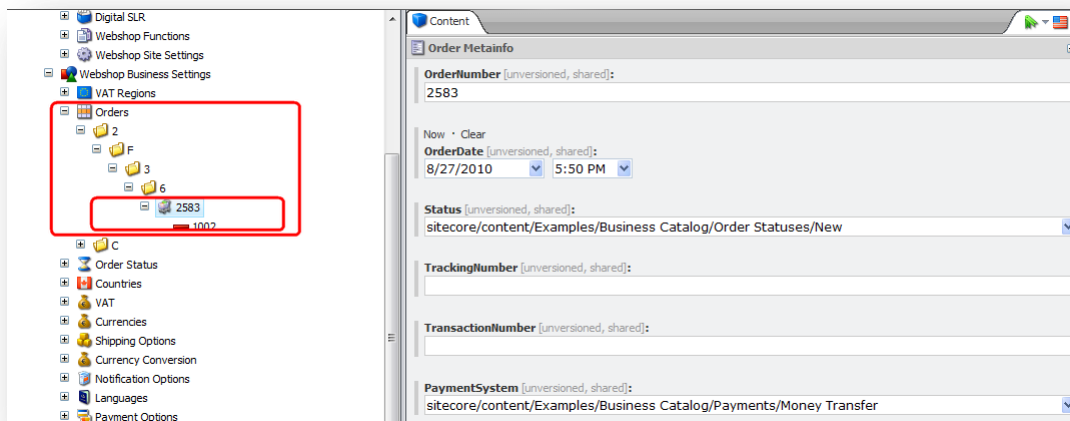 Digital SLR
Webshop Functions
Webshop Site Settings
Webshop Business Settings
VAT Regions
Orders
2
F
3
6
2583
1002
C
Order Status
Countries
VAT
Currencies
Shipping Options
Currency Conversion
Notification Options
Languages
Payment Options
Content
Order Metainfo
OrderNumber [unversioned, shared]:
2583
Now · Clear
OrderDate [unversioned, shared]:
8/27/2010 5:50 PM
Status [unversioned, shared]:
sitecore/content/Examples/Business Catalog/Order Statuses/New
TrackingNumber [unversioned, shared]:
TransactionNumber [unversioned, shared]:
PaymentSystem [unversioned, shared]:
sitecore/content/Examples/Business Catalog/Payments/Money Transfer